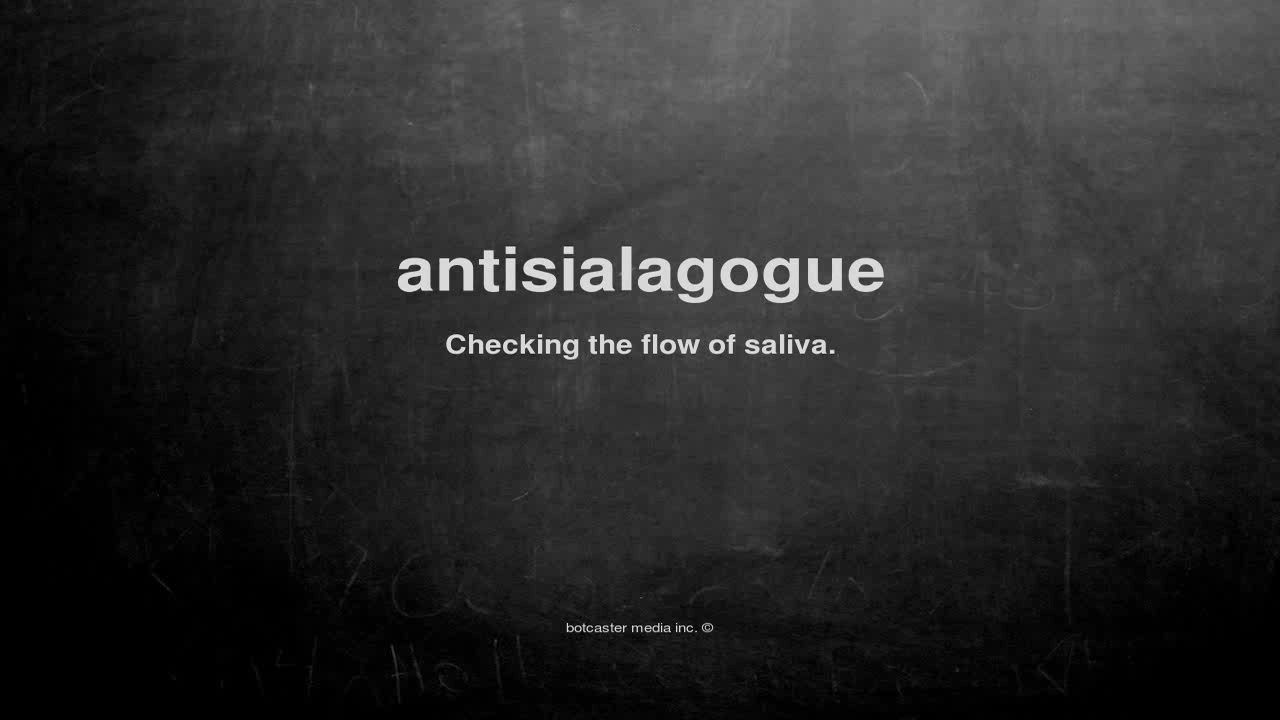 antisialagogue
Checking the flow of saliva.
botcaster media inc. ©